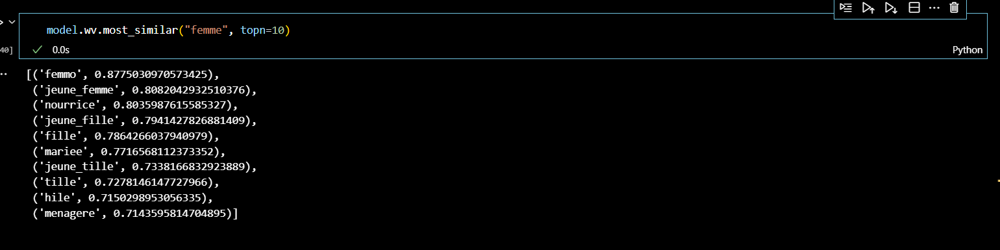 model.wv.most_similar("femme", topn=10)
40]
0.0s
Python
[('femmo', 0.8775030970573425),
('jeune_femme', 0.8082042932510376),
('nourrice', 0.8035987615585327),
('jeune_fille', 0.7941427826881409),
('fille', 0.7864266037940979),
('mariee', 0.7716568112373352),
('jeune_tille', 0.7338166832923889),
('tille', 0.7278146147727966),
('hile', 0.7150298953056335),
('menagere', 0.7143595814704895)]